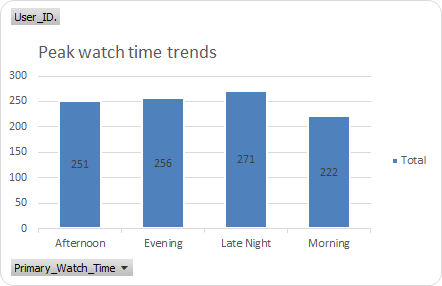 User_ID.
Peak watch time trends
300
250
200
150
100
50
0
251
256
271
222
Afternoon
Evening
Late Night
Morning
Total
Primary_Watch_Time